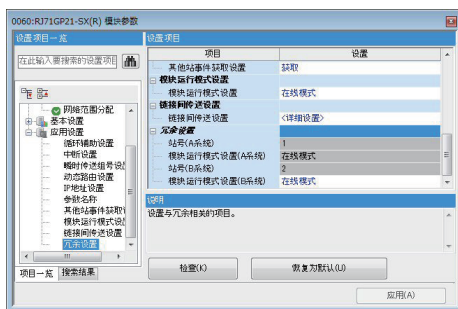 0060:RJ71GP21-SX(R) 模块参数
设置项目一览
在此输入要搜索的设置项目
网络范围分配
基本设置
应用设置
循环辅助设置
中断设置
瞬时传送组号设
动态路由设置
IP地址设置
参数名称
其他站事件获取
模块运行模式设
链接间传送设置
冗余设置
项目一览 搜索结果
设置项目
项目 设置
其他站事件获取设置 获取
模块运行模式设置
模块运行模式设置 在线模式
链接间传送设置
链接间传送设置 <详细设置>
冗余设置
站号(A系统) 1
模块运行模式设置(A系统) 在线模式
站号(B系统) 2
模块运行模式设置(B系统) 在线模式
说明
设置与冗余相关的项目。
检查(K) 恢复为默认(U)
应用(A)